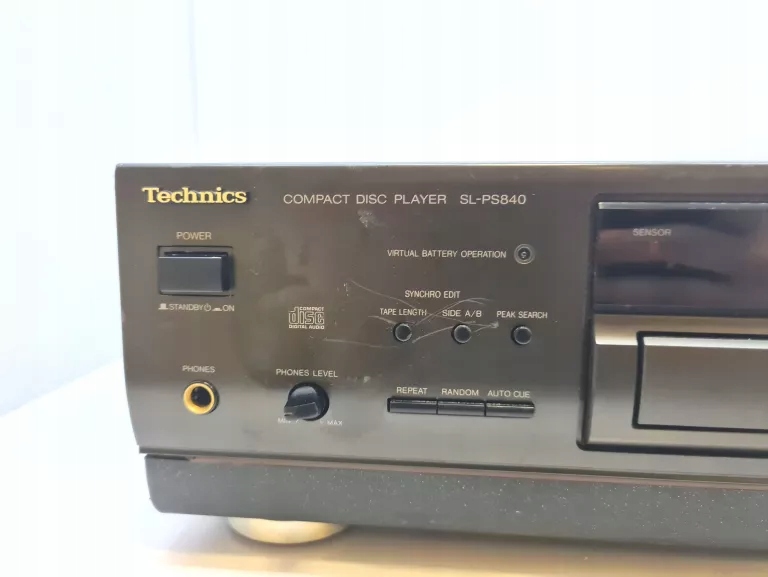 Technics
COMPACT DISC PLAYER SL-PS840
POWER
STANDBY ON
VIRTUAL BATTERY OPERATION
SENSOR
SYNCHRO EDIT
TAPE LENGTH SIDE A/B PEAK SEARCH
COMPACT
disc
DIGITAL AUDIO
PHONES
PHONES LEVEL
MAX
REPEAT RANDOM AUTO CUE